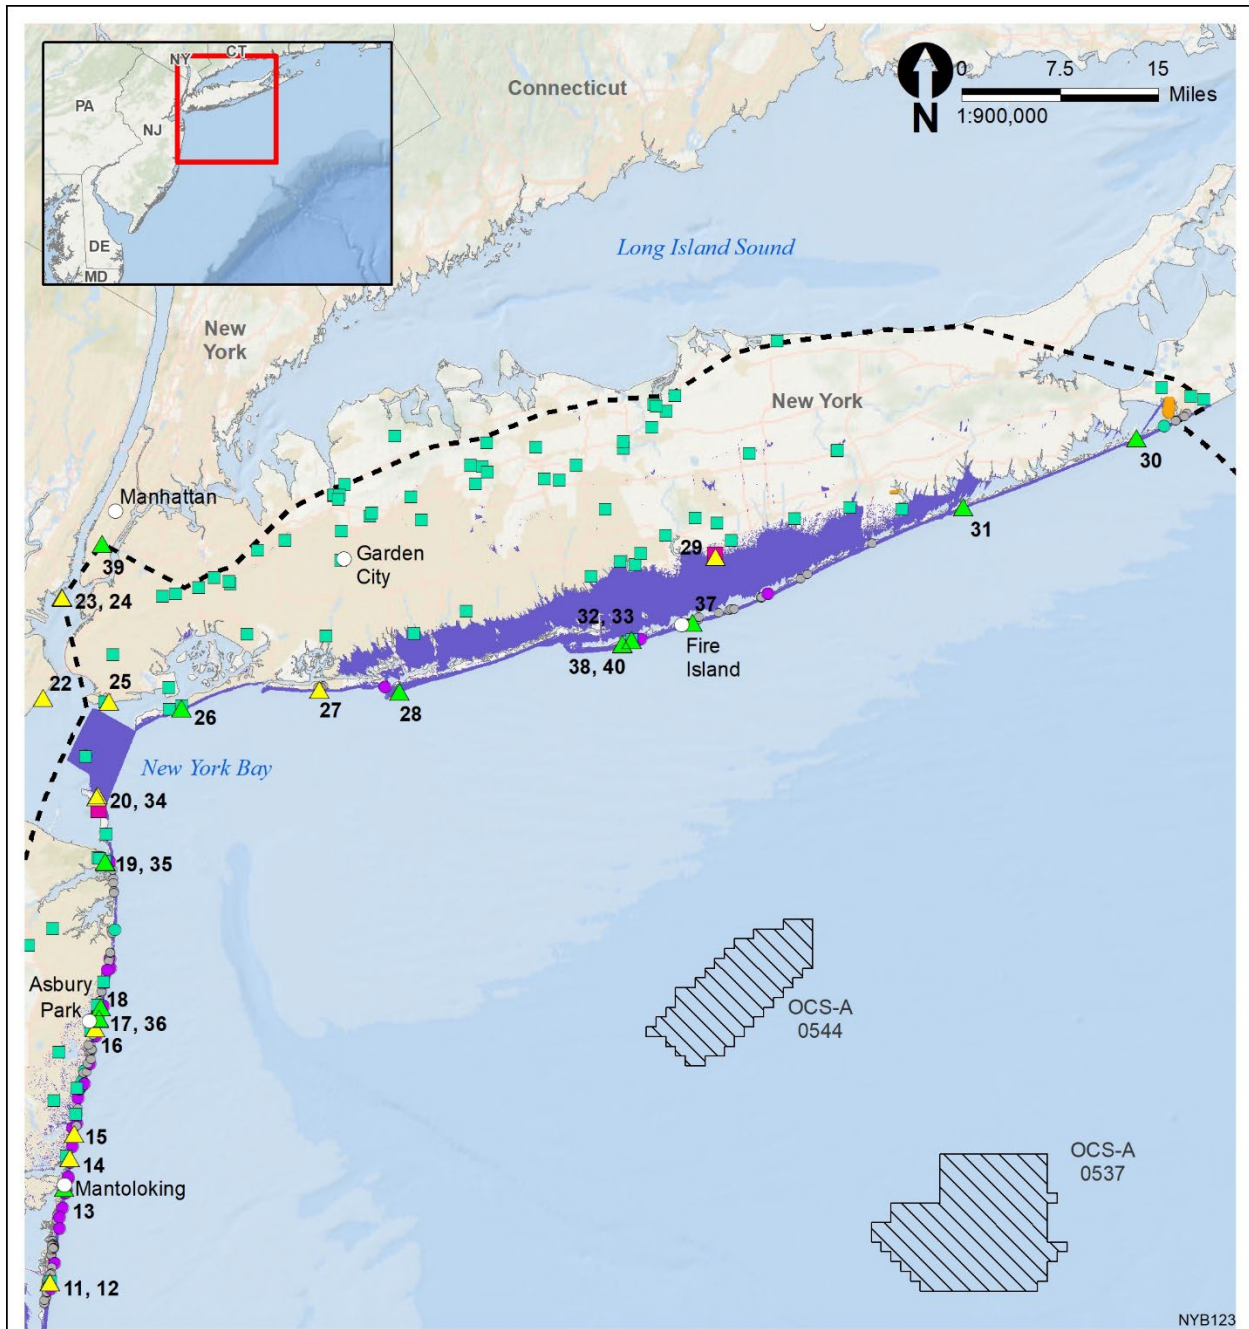 NY
CT
PA
NJ
DE
MD
Connecticut
0 7.5 15
Miles
N
1:900,000
Long Island Sound
New
York
New York
Manhattan
39
Garden
City
23, 24
22
25
26
27
28
29
30
31
32, 33
37
38, 40
Fire
Island
New York Bay
20, 34
19, 35
Asbury
Park
18
17, 36
16
15
14
Mantoloking
13
11, 12
OCS-A
0544
OCS-A
0537
NYB123